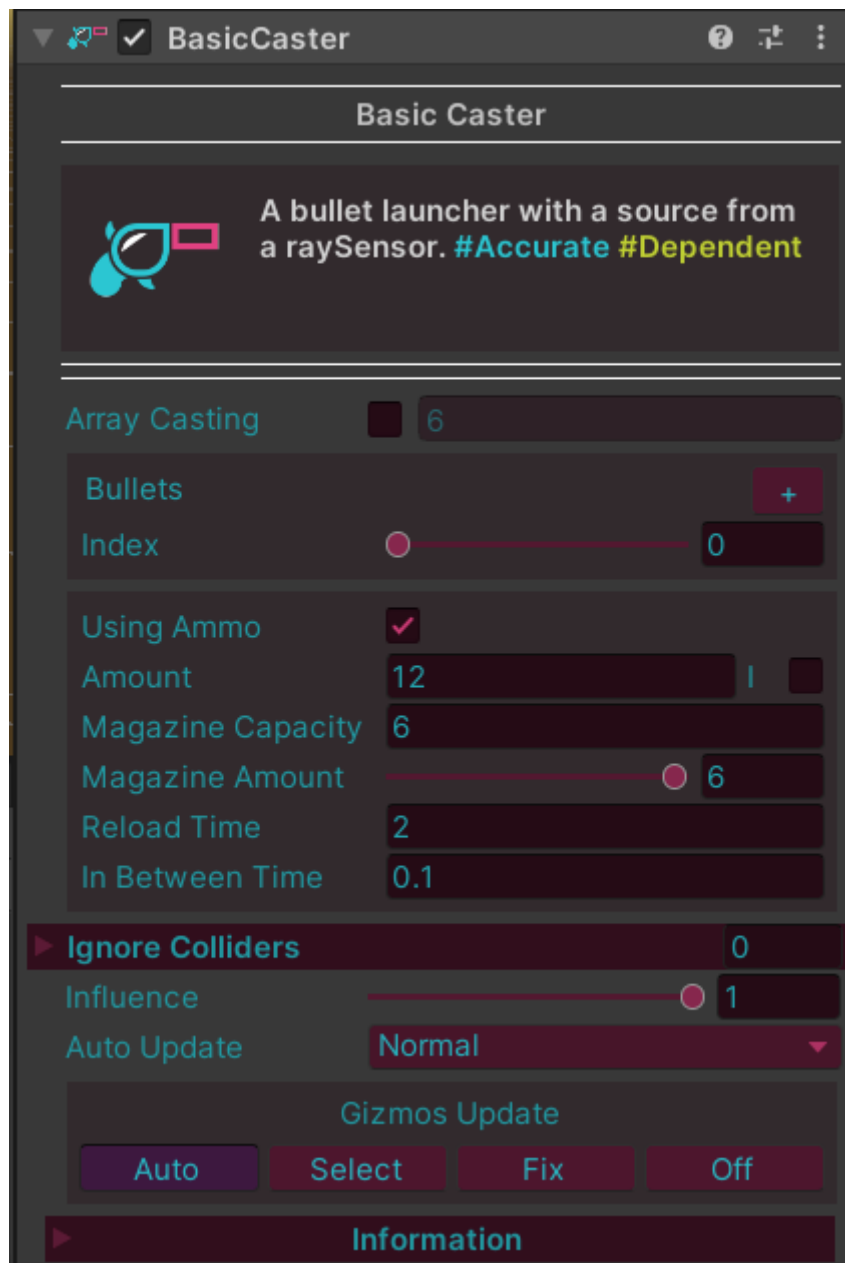 BasicCaster
Basic Caster
A bullet launcher with a source from
a raySensor. #Accurate #Dependent
Array Casting 6
Bullets +
Index 0
Using Ammo
Amount 12 I
Magazine Capacity 6
Magazine Amount 6
Reload Time 2
In Between Time 0.1
Ignore Colliders 0
Influence 1
Auto Update Normal
Gizmos Update
Auto Select Fix Off
Information